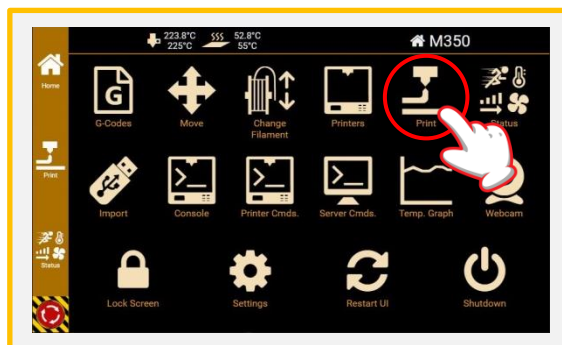 223.8°C 52.8°C
225°C 55°C
M350
Home
G
G-Codes Move Change Filament Printers Print Status
Print
>_ >_ >_
Import Console Printer Cmds. Server Cmds. Temp. Graph Webcam
Status
Lock Screen Settings Restart UI Shutdown